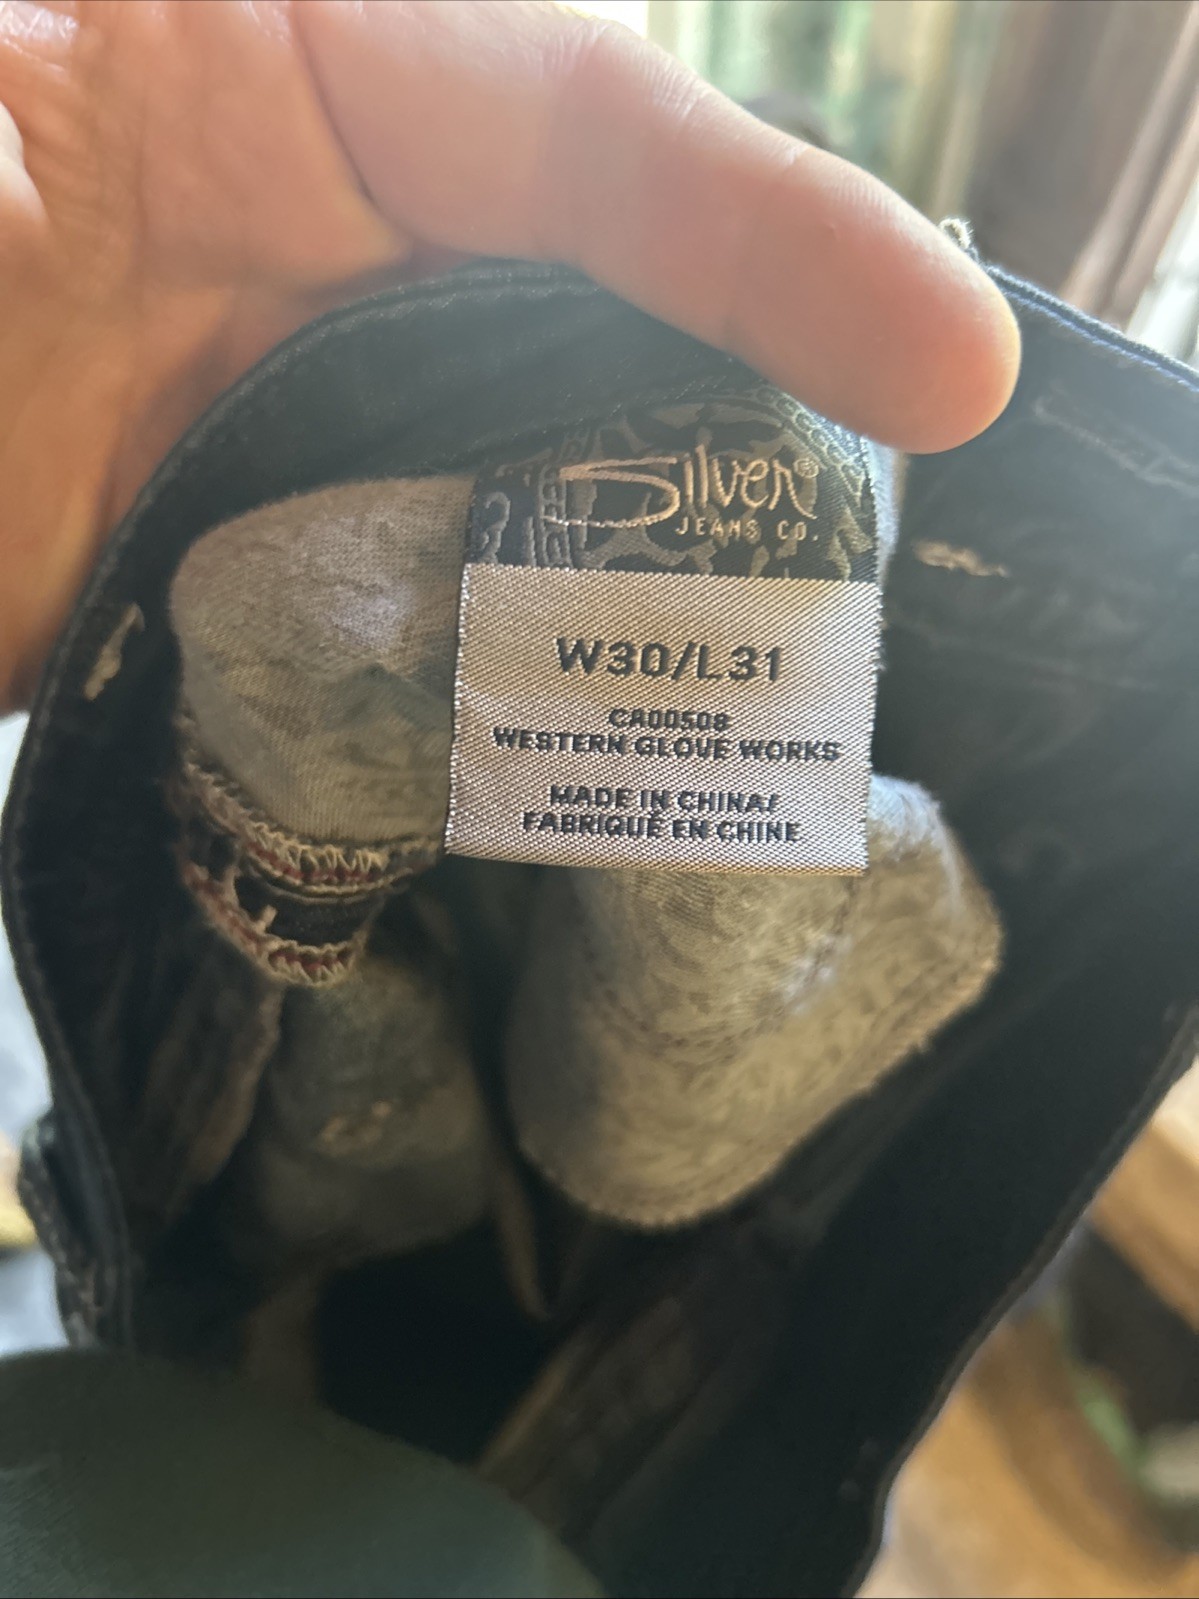 Silver®
JEANS CO.
W30/L31
CA00508
WESTERN GLOVE WORKS
MADE IN CHINA/
FABRIQUÉ EN CHINE